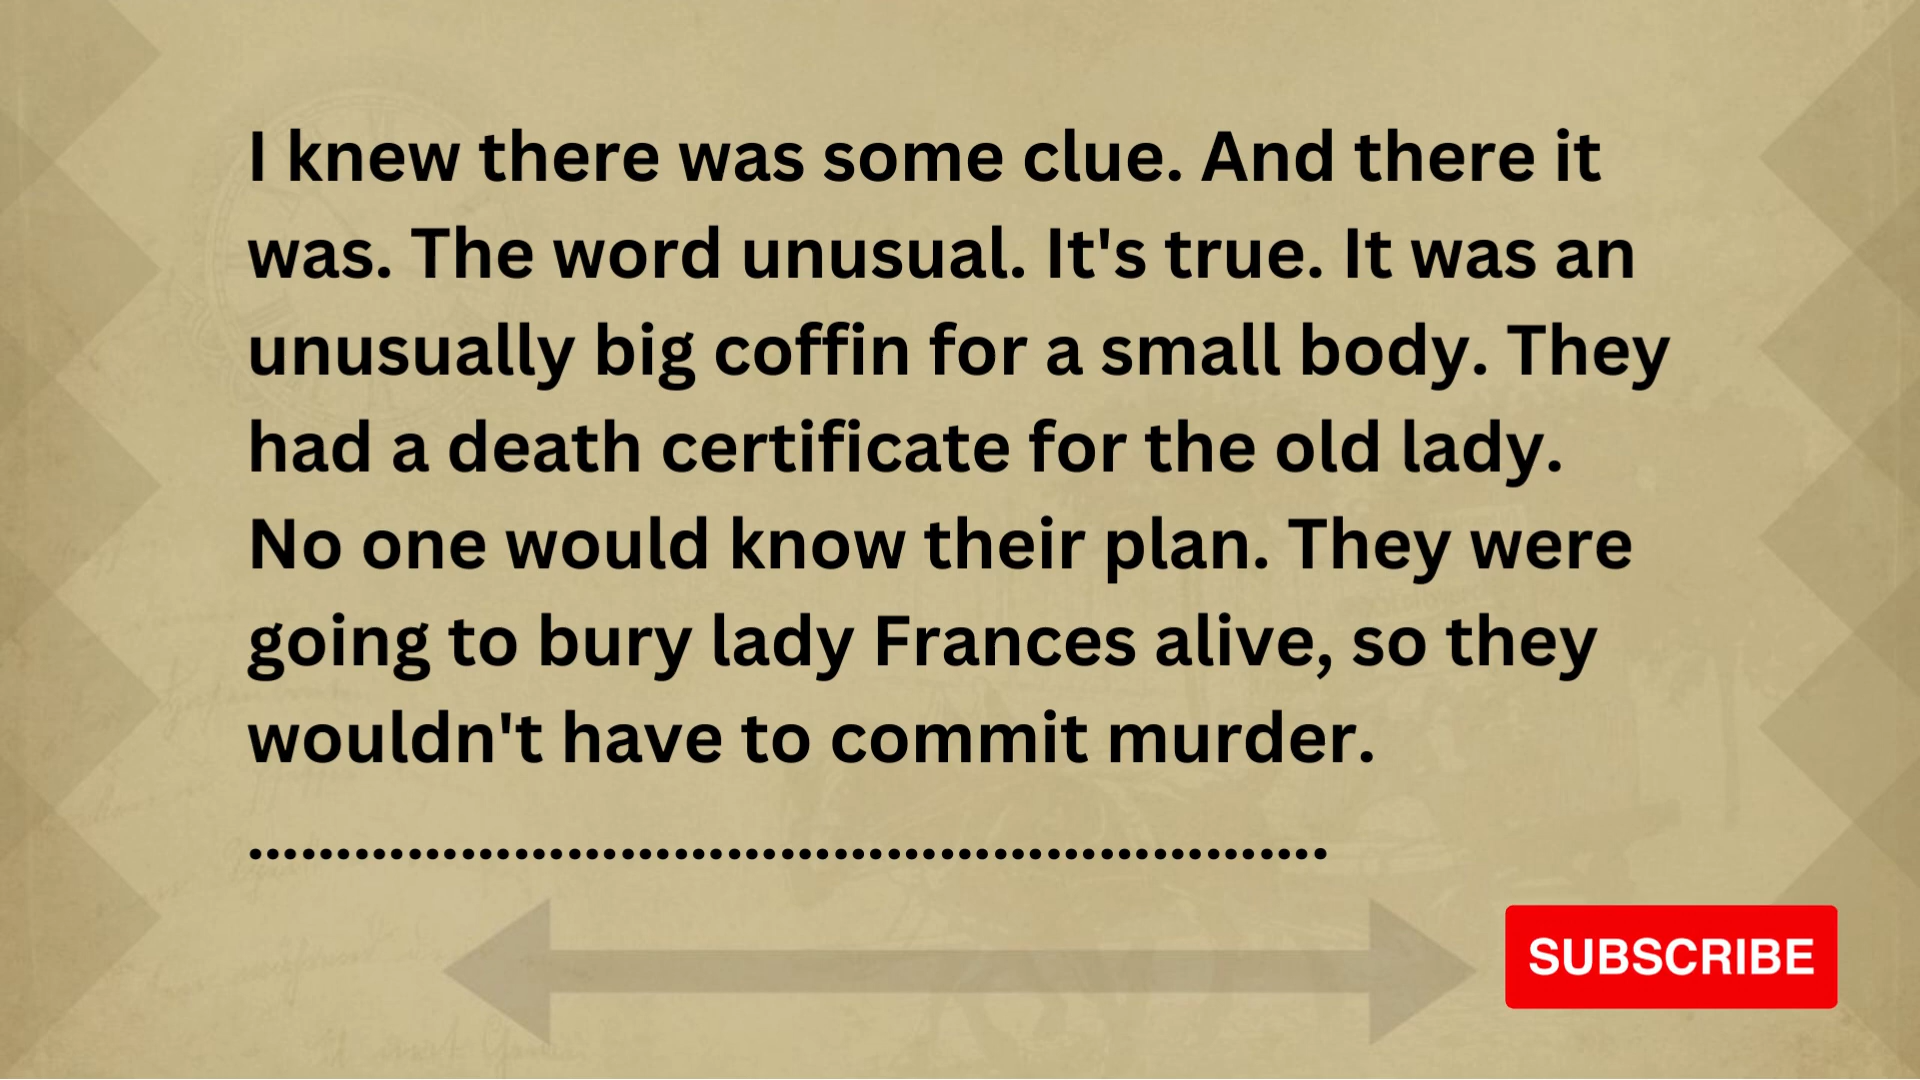 I knew there was some clue. And there it
was. The word unusual. It's true. It was an
unusually big coffin for a small body. They
had a death certificate for the old lady.
No one would know their plan. They were
going to bury lady Frances alive, so they
wouldn't have to commit murder.
.............................................................
SUBSCRIBE